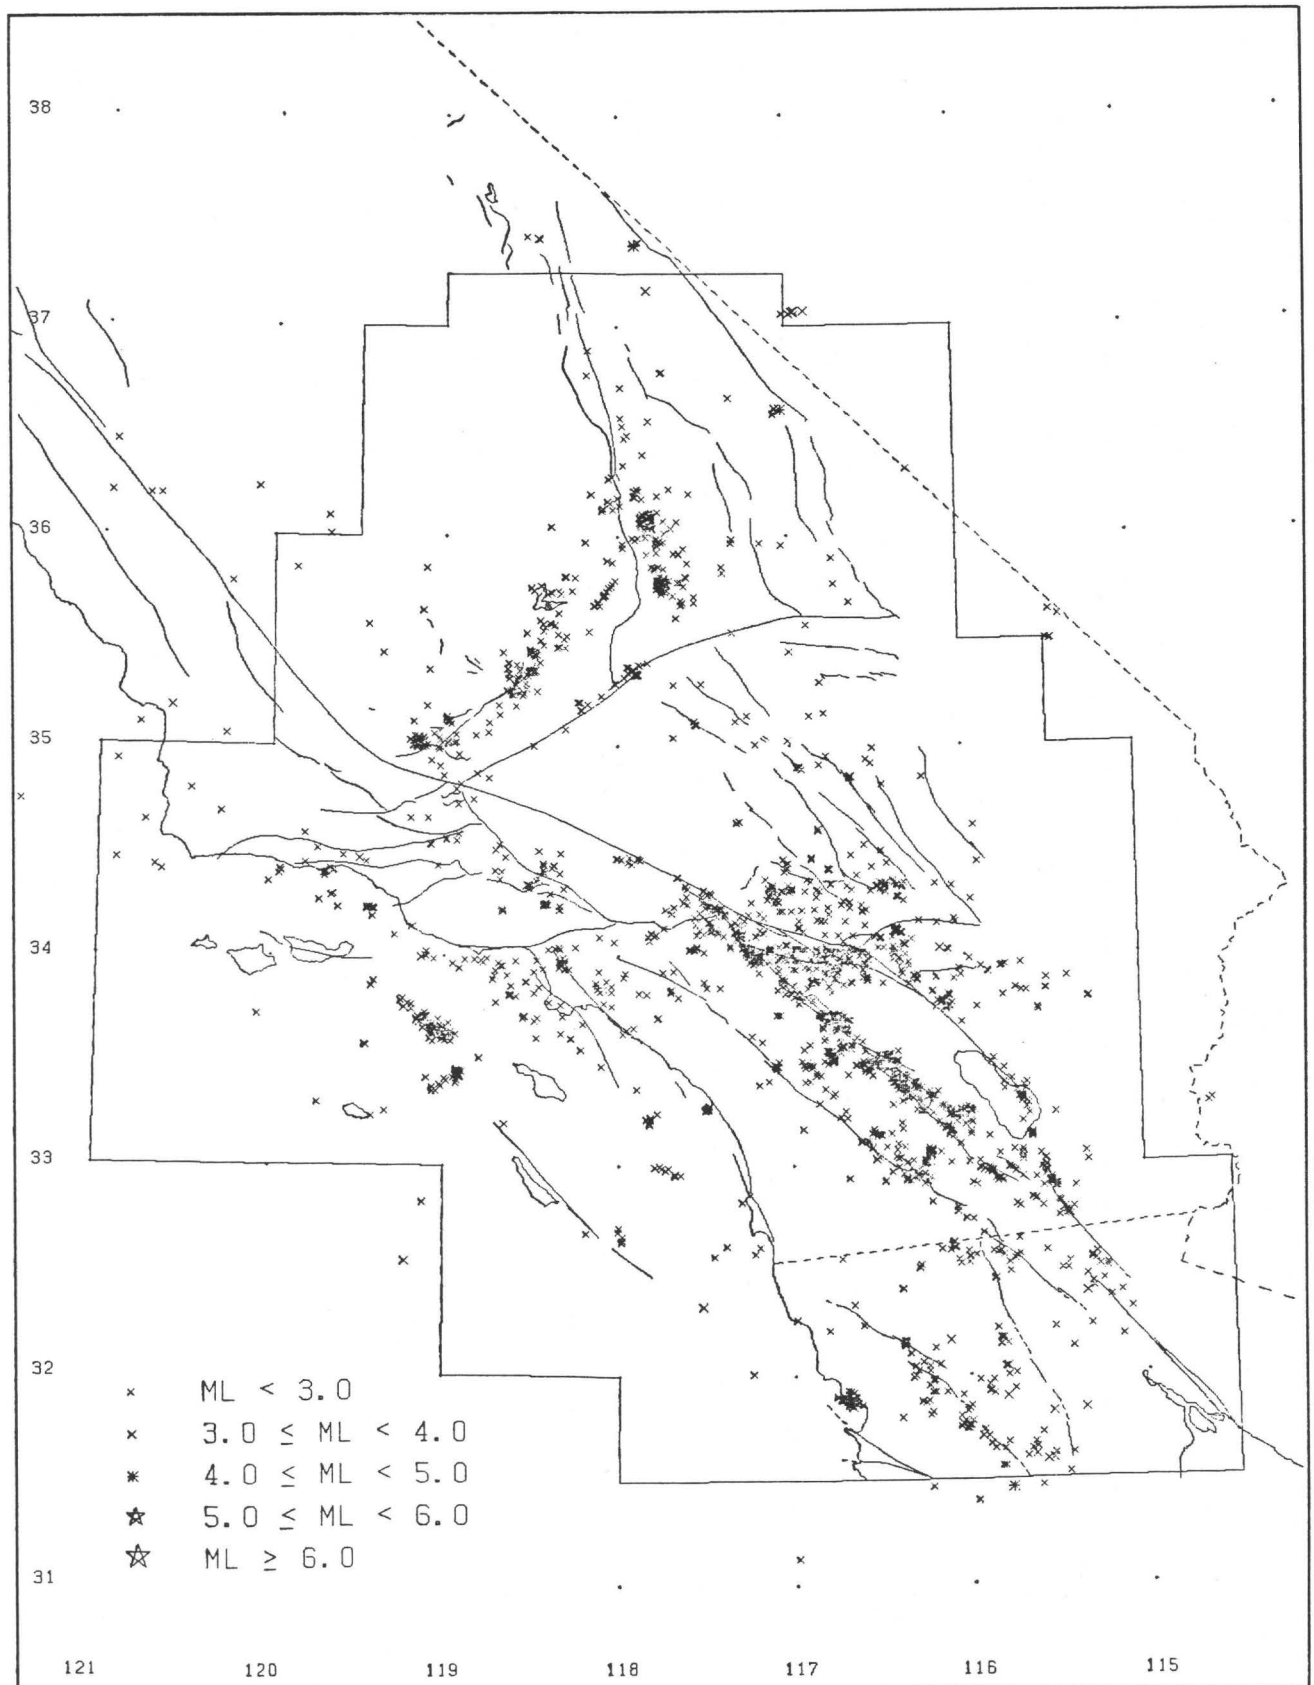 38
37
36
35
34
33
32
× ML < 3.0
× 3.0 ≤ ML < 4.0
* 4.0 ≤ ML < 5.0
☆ 5.0 ≤ ML < 6.0
☆ ML ≥ 6.0
31
121 120 119 118 117 116 115